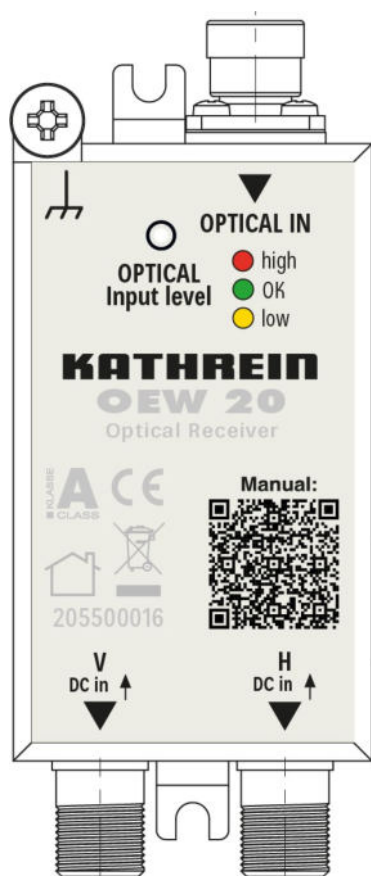 OPTICAL IN
OPTICAL
Input level
high
OK
low
KATHREIN
OEW 20
Optical Receiver
KLASSE
A
CLASS
CE
Manual:
205500016
V
DC in
H
DC in